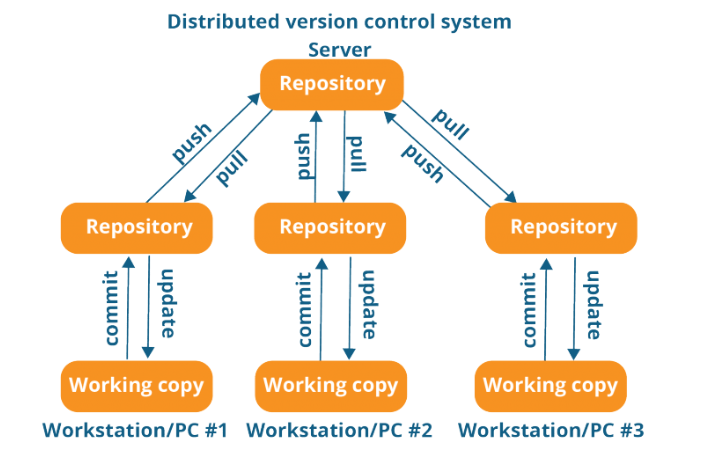 Distributed version control system
Server
Repository
push
pull
push
pull
push
pull
Repository
Repository
Repository
commit
update
commit
update
commit
update
Working copy
Working copy
Working copy
Workstation/PC #1
Workstation/PC #2
Workstation/PC #3